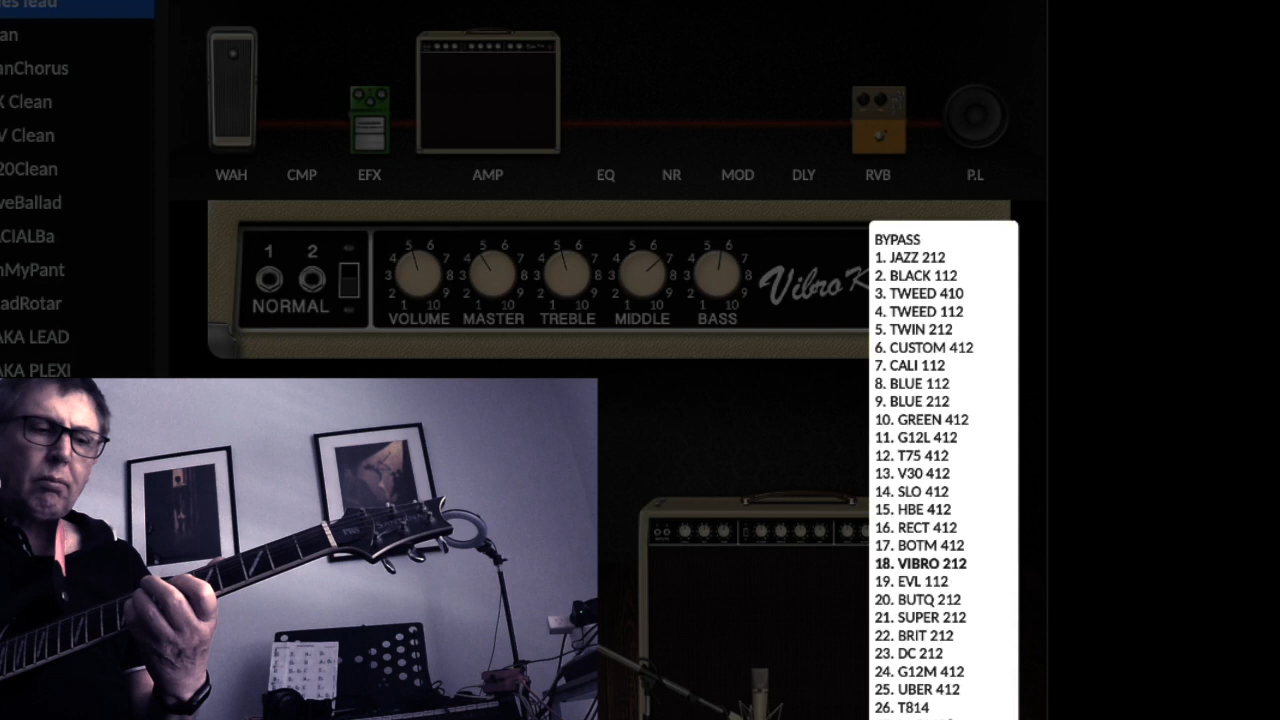 es lead
an
anChorus
X Clean
V Clean
20Clean
veBallad
ACIALBa
nMyPant
adRotar
AKA LEAD
AKA PLEXI
WAH CMP EFX AMP EQ NR MOD DLY RVB P.L
1 2
NORMAL
VOLUME MASTER TREBLE MIDDLE BASS
VibroK
BYPASS
1. JAZZ 212
2. BLACK 112
3. TWEED 410
4. TWEED 112
5. TWIN 212
6. CUSTOM 412
7. CALI 112
8. BLUE 112
9. BLUE 212
10. GREEN 412
11. G12L 412
12. T75 412
13. V30 412
14. SLO 412
15. HBE 412
16. RECT 412
17. BOTM 412
18. VIBRO 212
19. EVL 112
20. BUTQ 212
21. SUPER 212
22. BRIT 212
23. DC 212
24. G12M 412
25. UBER 412
26. T814